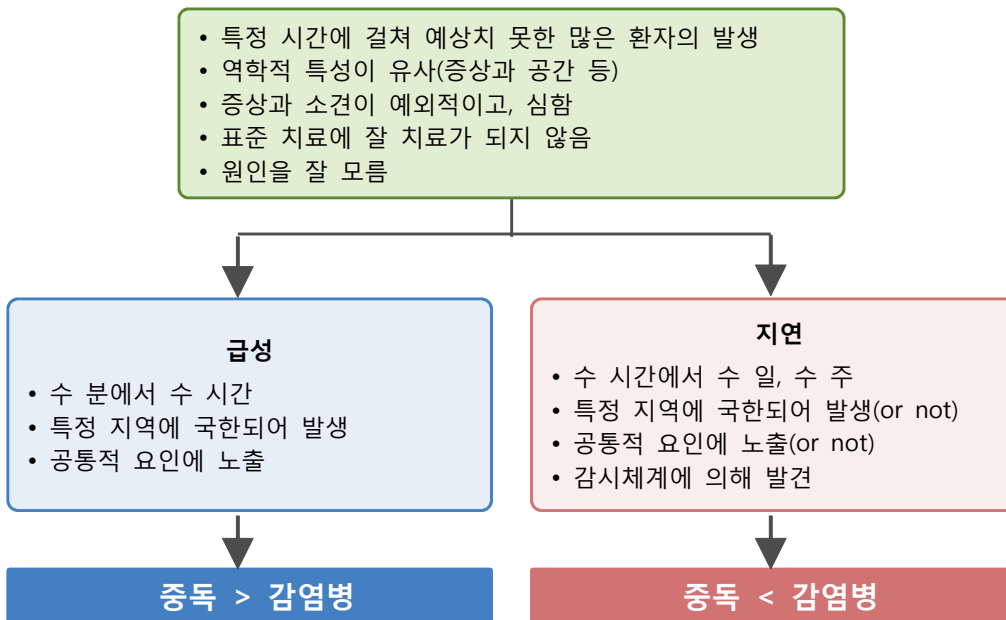 • 특정 시간에 걸쳐 예상치 못한 많은 환자의 발생
• 역학적 특성이 유사(증상과 공간 등)
• 증상과 소견이 예외적이고, 심함
• 표준 치료에 잘 치료가 되지 않음
• 원인을 잘 모름
급성
• 수 분에서 수 시간
• 특정 지역에 국한되어 발생
• 공통적 요인에 노출
지연
• 수 시간에서 수 일, 수 주
• 특정 지역에 국한되어 발생(or not)
• 공통적 요인에 노출(or not)
• 감시체계에 의해 발견
중독 > 감염병
중독 < 감염병